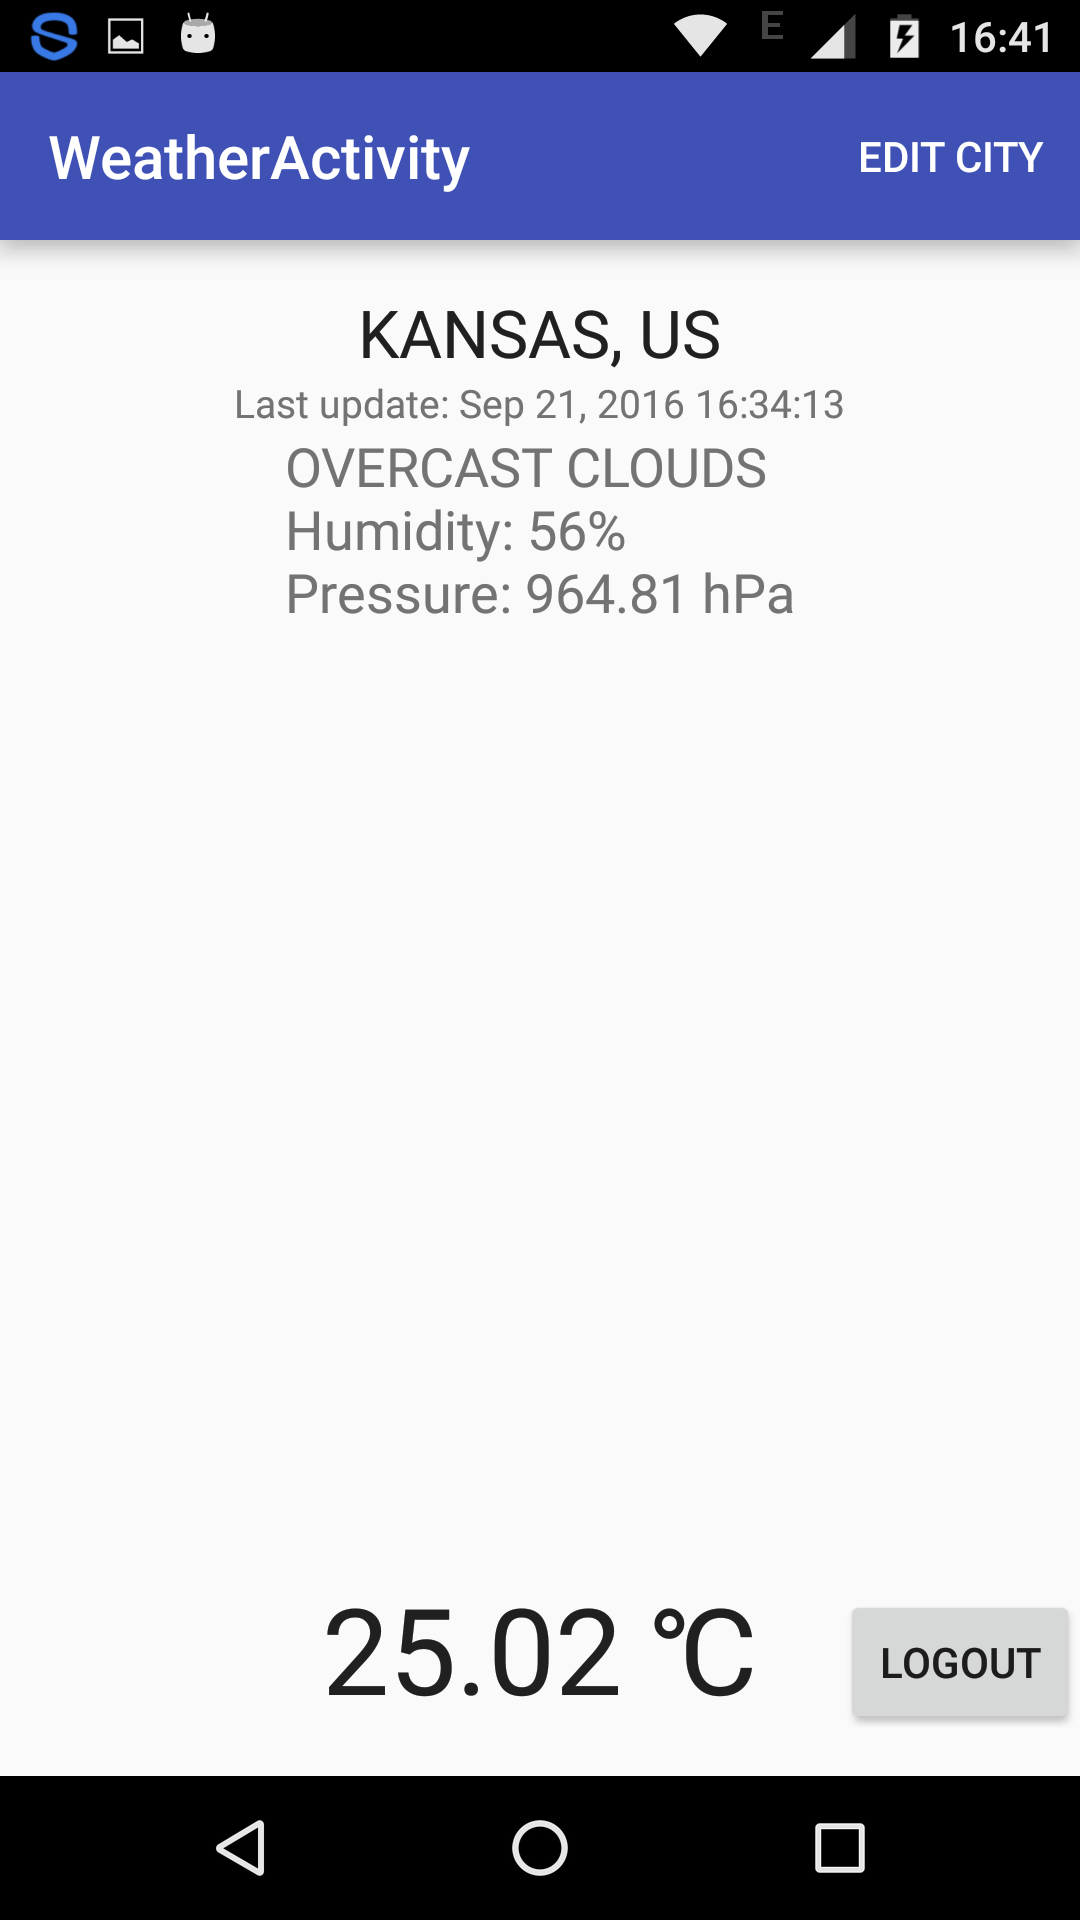 E 16:41
WeatherActivity EDIT CITY
KANSAS, US
Last update: Sep 21, 2016 16:34:13
OVERCAST CLOUDS
Humidity: 56%
Pressure: 964.81 hPa
25.02 ℃ LOGOUT